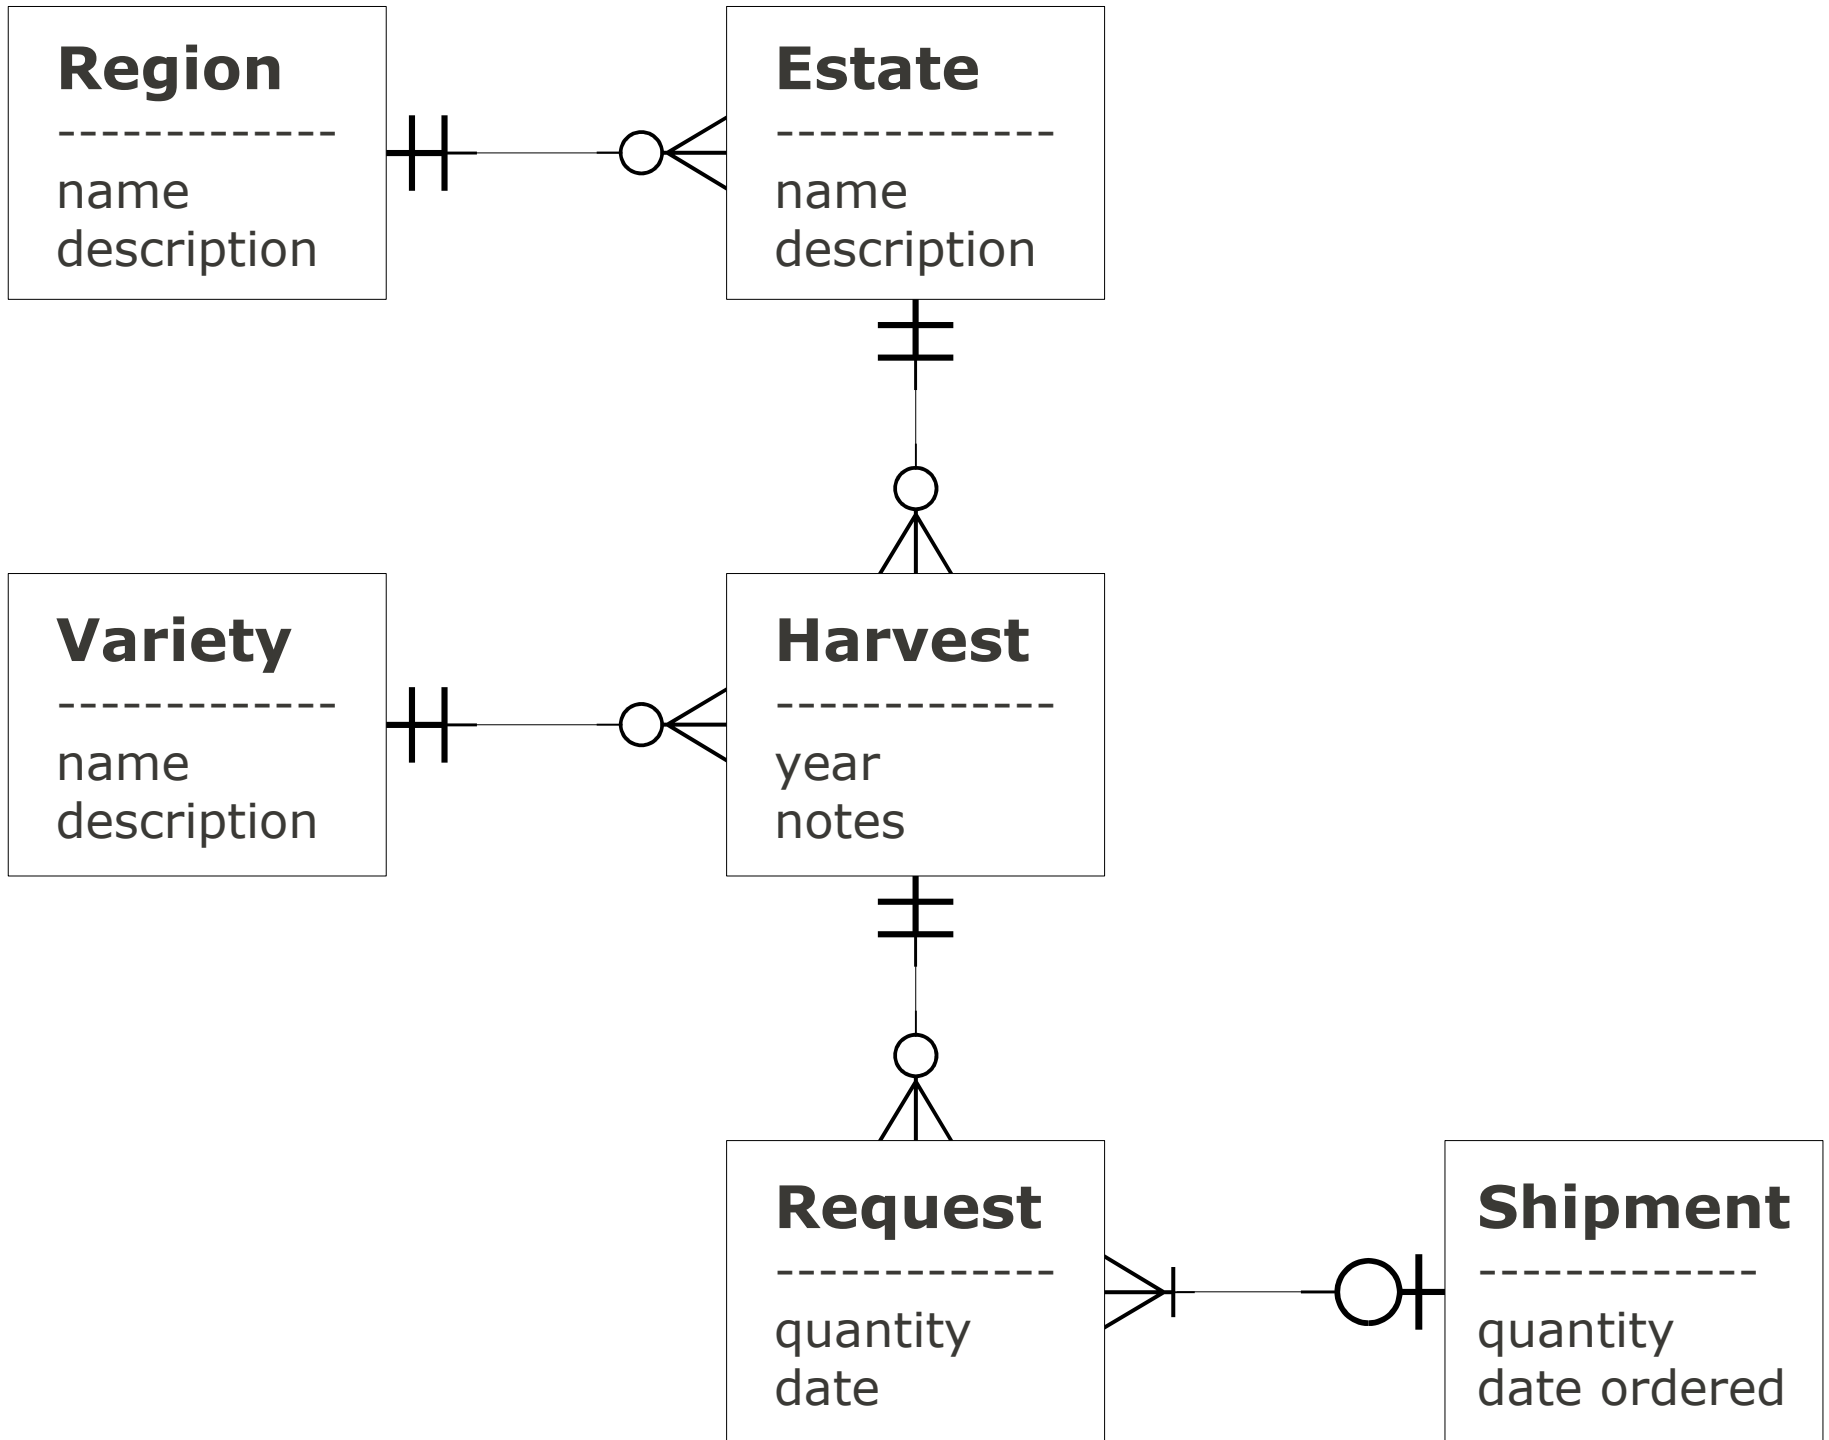 Region
-------------
name
description
Estate
-------------
name
description
Variety
-------------
name
description
Harvest
-------------
year
notes
Request
-------------
quantity
date
Shipment
-------------
quantity
date ordered